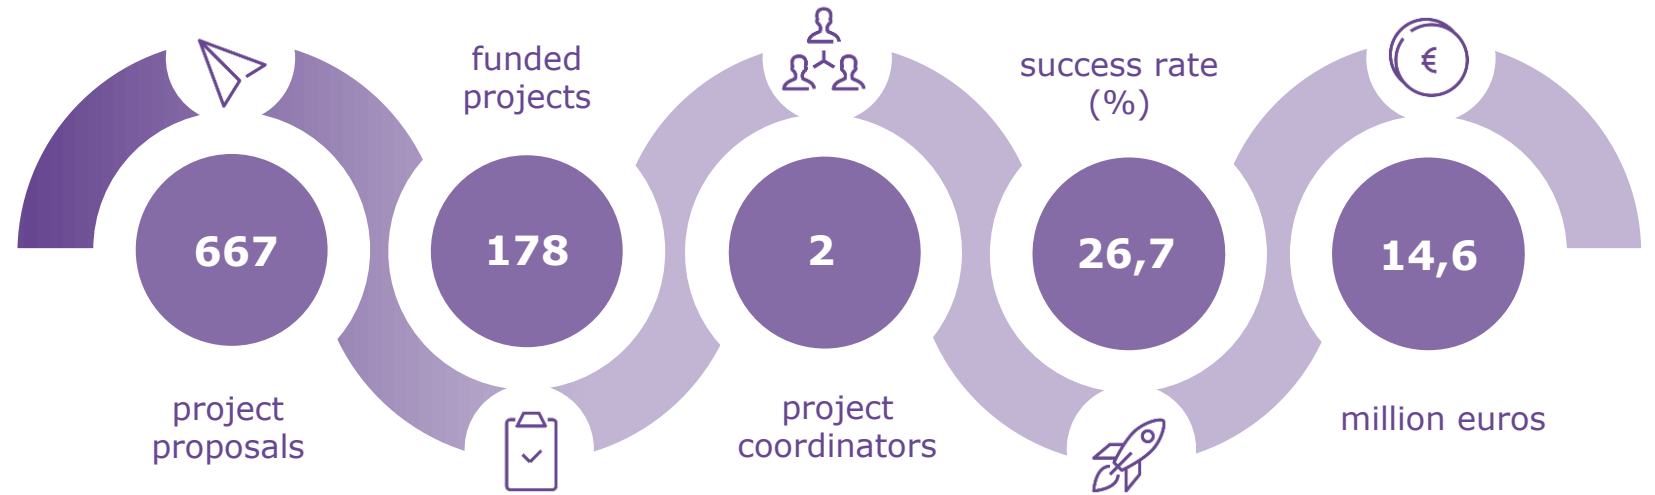 667
project
proposals
funded
projects
178
2
project
coordinators
success rate
(%)
26,7
€
14,6
million euros